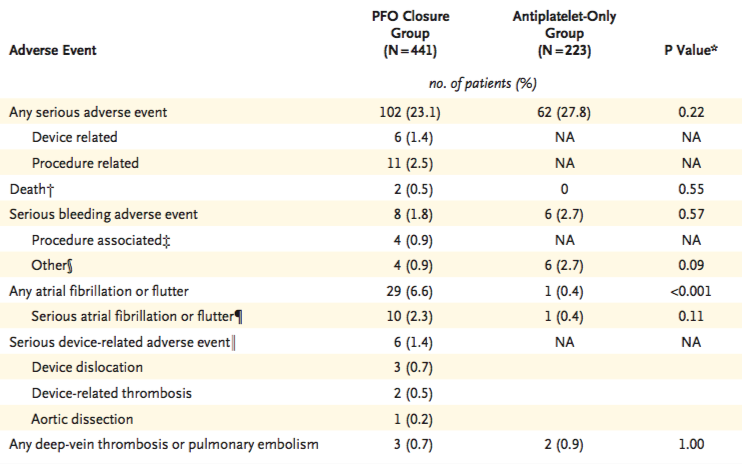 PFO Closure Group (N=441) Antiplatelet-Only Group (N=223)
Adverse Event P Value☆
no. of patients (%)
Any serious adverse event 102 (23.1) 62 (27.8) 0.22
Device related 6 (1.4) NA NA
Procedure related 11 (2.5) NA NA
Death† 2 (0.5) 0 0.55
Serious bleeding adverse event 8 (1.8) 6 (2.7) 0.57
Procedure associated‡ 4 (0.9) NA NA
Other§ 4 (0.9) 6 (2.7) 0.09
Any atrial fibrillation or flutter 29 (6.6) 1 (0.4) <0.001
Serious atrial fibrillation or flutter¶ 10 (2.3) 1 (0.4) 0.11
Serious device-related adverse event‖ 6 (1.4) NA NA
Device dislocation 3 (0.7)
Device-related thrombosis 2 (0.5)
Aortic dissection 1 (0.2)
Any deep-vein thrombosis or pulmonary embolism 3 (0.7) 2 (0.9) 1.00